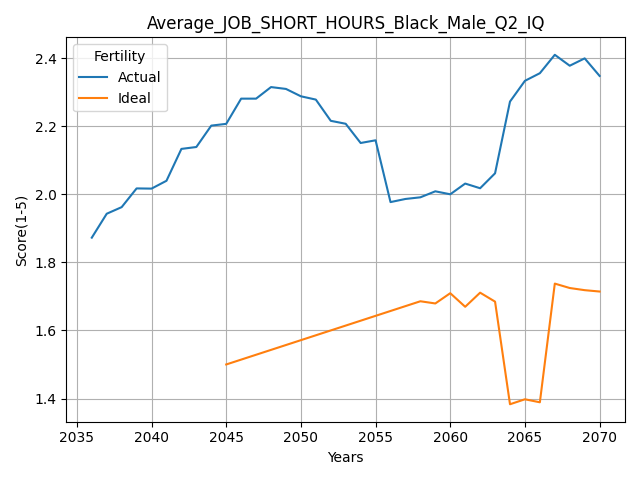 Average_JOB_SHORT_HOURS_Black_Male_Q2_IQ
Fertility
Actual
Ideal
Score(1-5)
2.4
2.2
2.0
1.8
1.6
1.4
2035 2040 2045 2050 2055 2060 2065 2070
Years